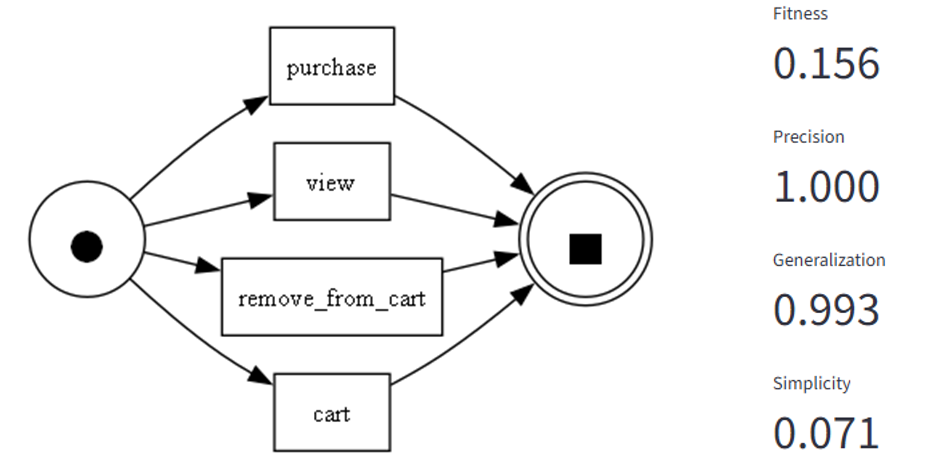 purchase
view
remove_from_cart
cart
Fitness
0.156
Precision
1.000
Generalization
0.993
Simplicity
0.071